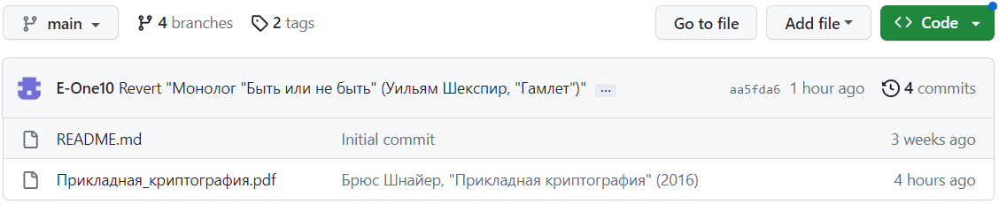 main 4 branches 2 tags Go to file Add file Code
E-One10 Revert "Монолог "Быть или не быть" (Уильям Шекспир, "Гамлет")" ... aa5fda6 1 hour ago 4 commits
README.md Initial commit 3 weeks ago
Прикладная_криптография.pdf Брюс Шнайер, "Прикладная криптография" (2016) 4 hours ago